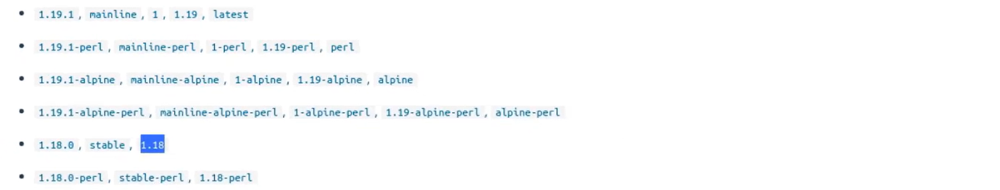 • 1.19.1, mainline, 1, 1.19, latest
• 1.19.1-perl, mainline-perl, 1-perl, 1.19-perl, perl
• 1.19.1-alpine, mainline-alpine, 1-alpine, 1.19-alpine, alpine
• 1.19.1-alpine-perl, mainline-alpine-perl, 1-alpine-perl, 1.19-alpine-perl, alpine-perl
• 1.18.0, stable, 1.18
• 1.18.0-perl, stable-perl, 1.18-perl